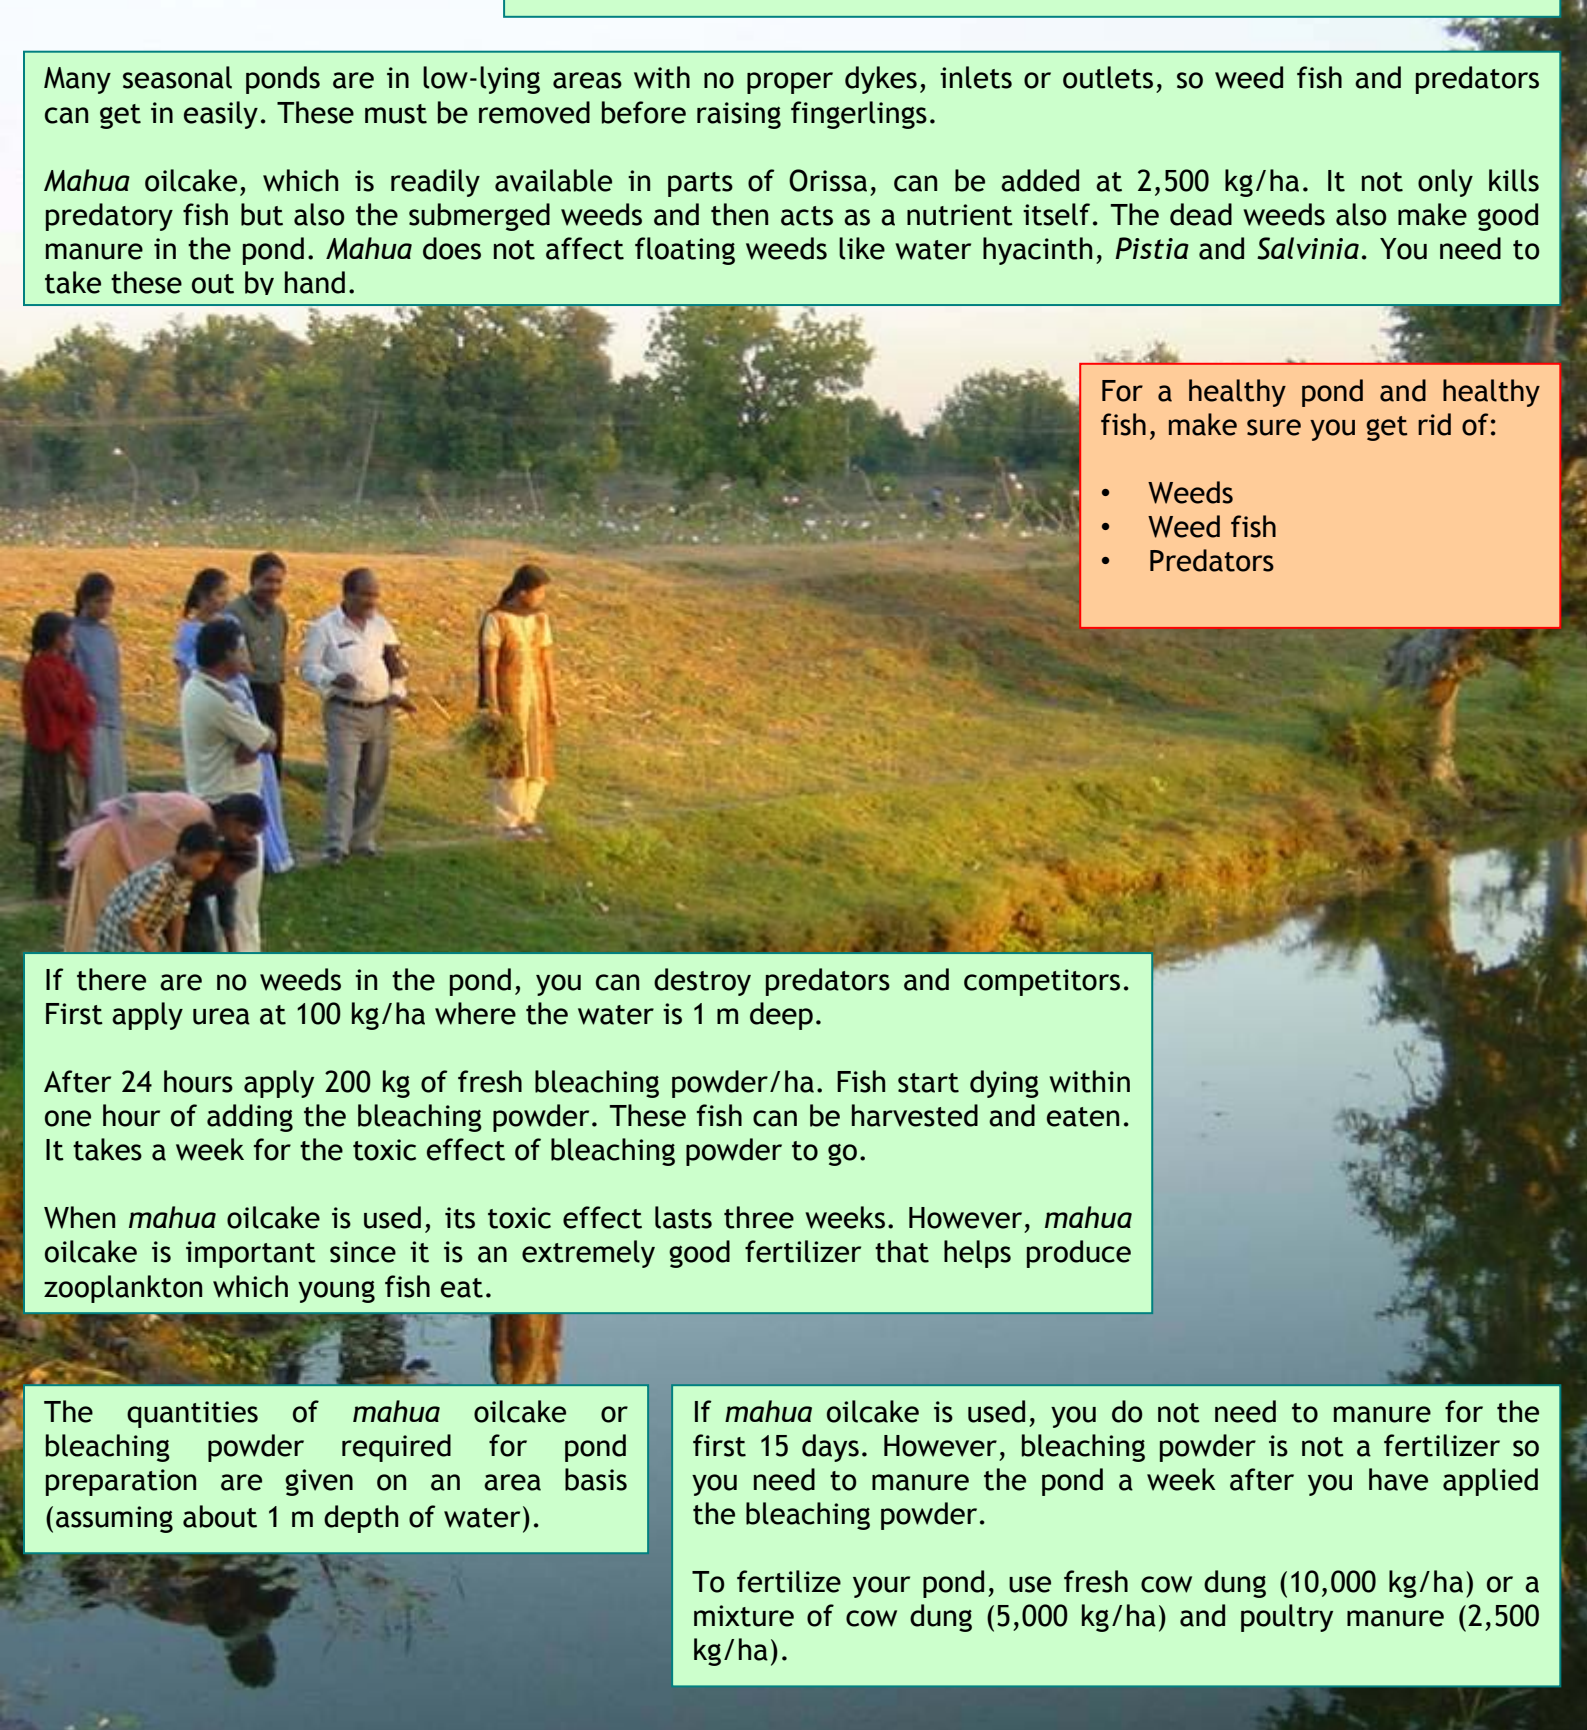 Many seasonal ponds are in low-lying areas with no proper dykes, inlets or outlets, so weed fish and predators
can get in easily. These must be removed before raising fingerlings.
Mahua oilcake, which is readily available in parts of Orissa, can be added at 2,500 kg/ha. It not only kills
predatory fish but also the submerged weeds and then acts as a nutrient itself. The dead weeds also make good
manure in the pond. Mahua does not affect floating weeds like water hyacinth, Pistia and Salvinia. You need to
take these out by hand.
For a healthy pond and healthy
fish, make sure you get rid of:
• Weeds
• Weed fish
• Predators
If there are no weeds in the pond, you can destroy predators and competitors.
First apply urea at 100 kg/ha where the water is 1 m deep.
After 24 hours apply 200 kg of fresh bleaching powder/ha. Fish start dying within
one hour of adding the bleaching powder. These fish can be harvested and eaten.
It takes a week for the toxic effect of bleaching powder to go.
When mahua oilcake is used, its toxic effect lasts three weeks. However, mahua
oilcake is important since it is an extremely good fertilizer that helps produce
zooplankton which young fish eat.
The quantities of mahua oilcake or
bleaching powder required for pond
preparation are given on an area basis
(assuming about 1 m depth of water).
If mahua oilcake is used, you do not need to manure for the
first 15 days. However, bleaching powder is not a fertilizer so
you need to manure the pond a week after you have applied
the bleaching powder.
To fertilize your pond, use fresh cow dung (10,000 kg/ha) or a
mixture of cow dung (5,000 kg/ha) and poultry manure (2,500
kg/ha).